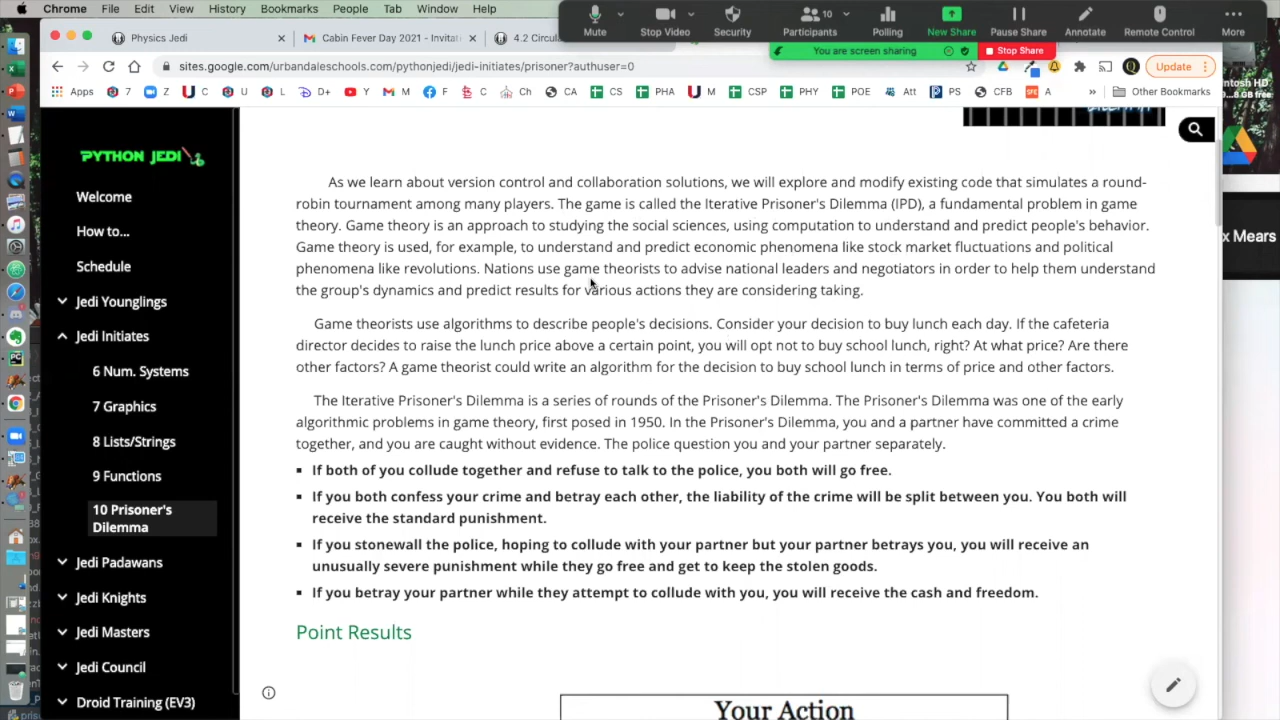 Chrome File Edit View History Bookmarks People Tab Window Help
Mute Stop Video Security 10 Participants Polling New Share Pause Share Annotate Remote Control More
You are screen sharing Stop Share
Physics Jedi Cabin Fever Day 2021 - Invitat 4.2 Circula
sites.google.com/ Update
Apps 7 Z C U L D+ Y M F C CA CS PHA M CSP PHY POE Att PS CFB A Other Bookmarks
PYTHON JEDI
Welcome
How to...
Schedule
Jedi Younglings
Jedi Initiates
6 Num. Systems
7 Graphics
8 Lists/Strings
9 Functions
10 Prisoner's
Dilemma
Jedi Padawans
Jedi Knights
Jedi Masters
Jedi Council
Droid Training (EV3)
As we learn about version control and collaboration solutions, we will explore and modify existing code that simulates a round-
robin tournament among many players. The game is called the Iterative Prisoner's Dilemma (IPD), a fundamental problem in game
theory. Game theory is an approach to studying the social sciences, using computation to understand and predict people's behavior.
Game theory is used, for example, to understand and predict economic phenomena like stock market fluctuations and political
phenomena like revolutions. Nations use game theorists to advise national leaders and negotiators in order to help them understand
the group's dynamics and predict results for various actions they are considering taking.
Game theorists use algorithms to describe people's decisions. Consider your decision to buy lunch each day. If the cafeteria
director decides to raise the lunch price above a certain point, you will opt not to buy school lunch, right? At what price? Are there
other factors? A game theorist could write an algorithm for the decision to buy school lunch in terms of price and other factors.
The Iterative Prisoner's Dilemma is a series of rounds of the Prisoner's Dilemma. The Prisoner's Dilemma was one of the early
algorithmic problems in game theory, first posed in 1950. In the Prisoner's Dilemma, you and a partner have committed a crime
together, and you are caught without evidence. The police question you and your partner separately.
▪ If both of you collude together and refuse to talk to the police, you both will go free.
▪ If you both confess your crime and betray each other, the liability of the crime will be split between you. You both will
receive the standard punishment.
▪ If you stonewall the police, hoping to collude with your partner but your partner betrays you, you will receive an
unusually severe punishment while they go free and get to keep the stolen goods.
▪ If you betray your partner while they attempt to collude with you, you will receive the cash and freedom.
Point Results
Your Action
x Mears